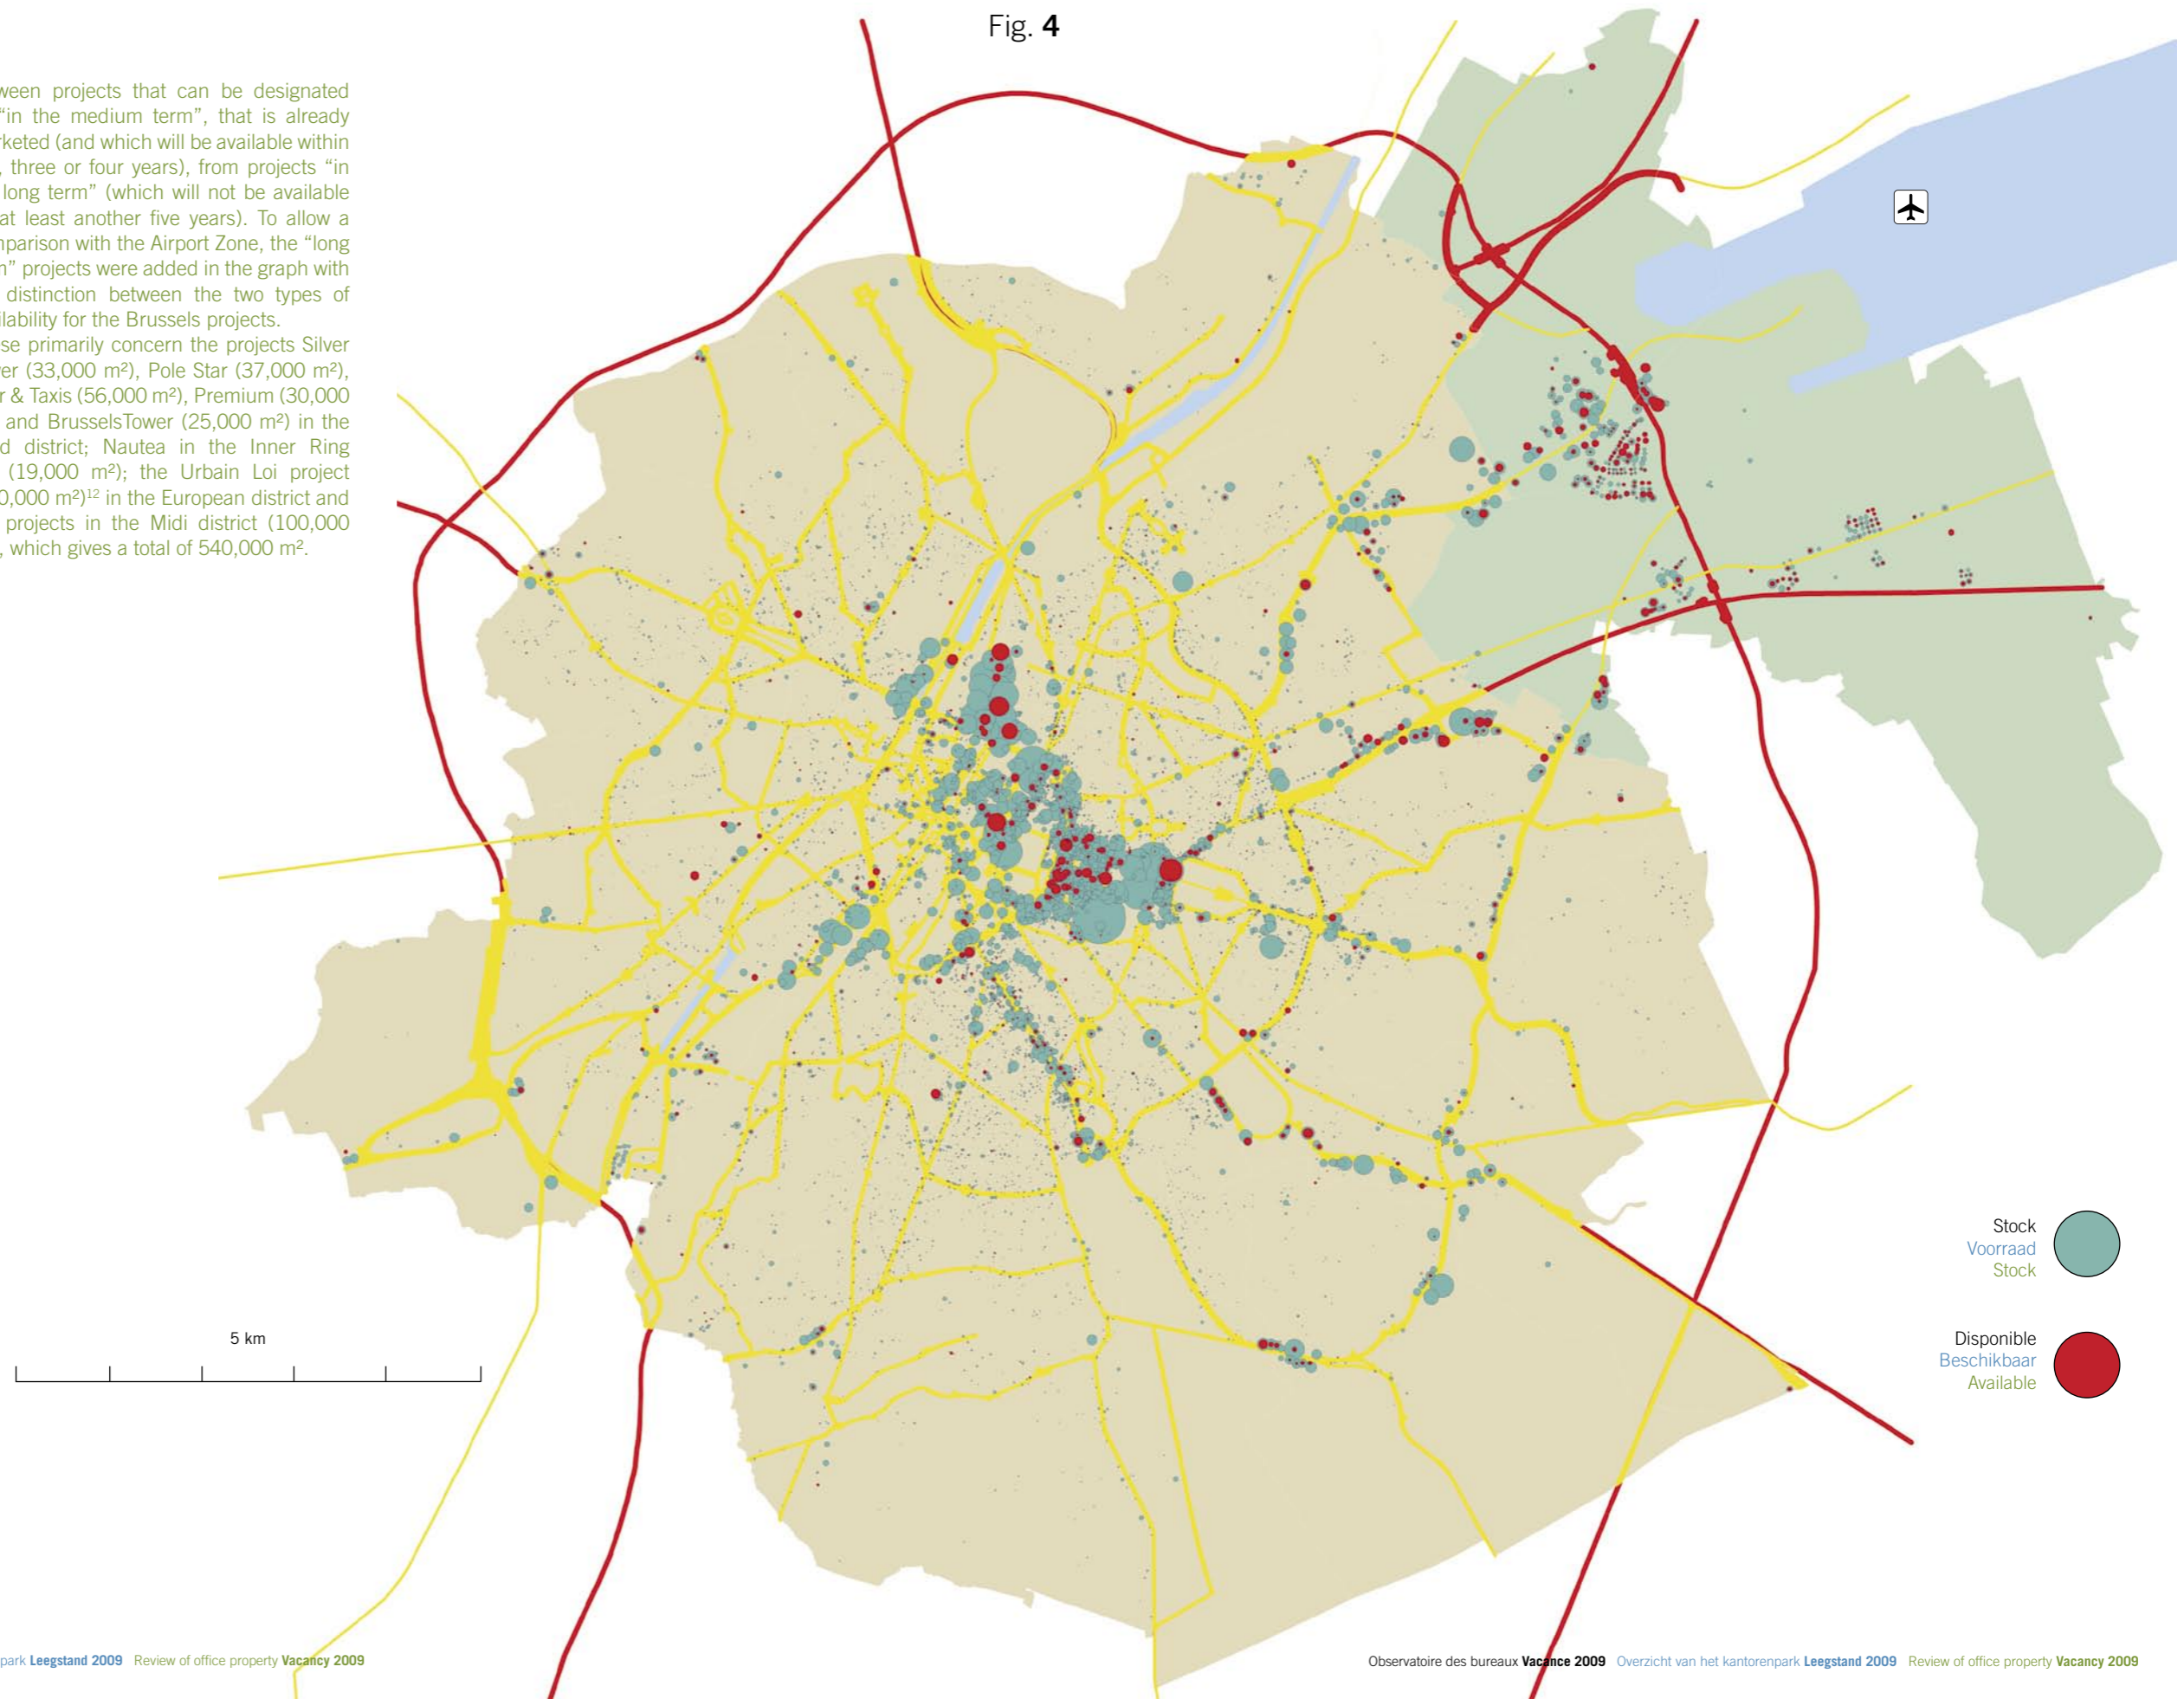 Fig. 4
ween projects that can be designated
“in the medium term”, that is already
rketed (and which will be available within
, three or four years), from projects “in
long term” (which will not be available
at least another five years). To allow a
mparison with the Airport Zone, the “long
m” projects were added in the graph with
distinction between the two types of
ilability for the Brussels projects.
se primarily concern the projects Silver
er (33,000 m²), Pole Star (37,000 m²),
r & Taxis (56,000 m²), Premium (30,000
and BrusselsTower (25,000 m²) in the
d district; Nautea in the Inner Ring
(19,000 m²); the Urbain Loi project
0,000 m²)¹² in the European district and
projects in the Midi district (100,000
, which gives a total of 540,000 m².
Stock
Voorraad
Stock
5 km
Disponible
Beschikbaar
Available
park Leegstand 2009 Review of office property Vacancy 2009
Observatoire des bureaux Vacance 2009 Overzicht van het kantorenpark Leegstand 2009 Review of office property Vacancy 2009